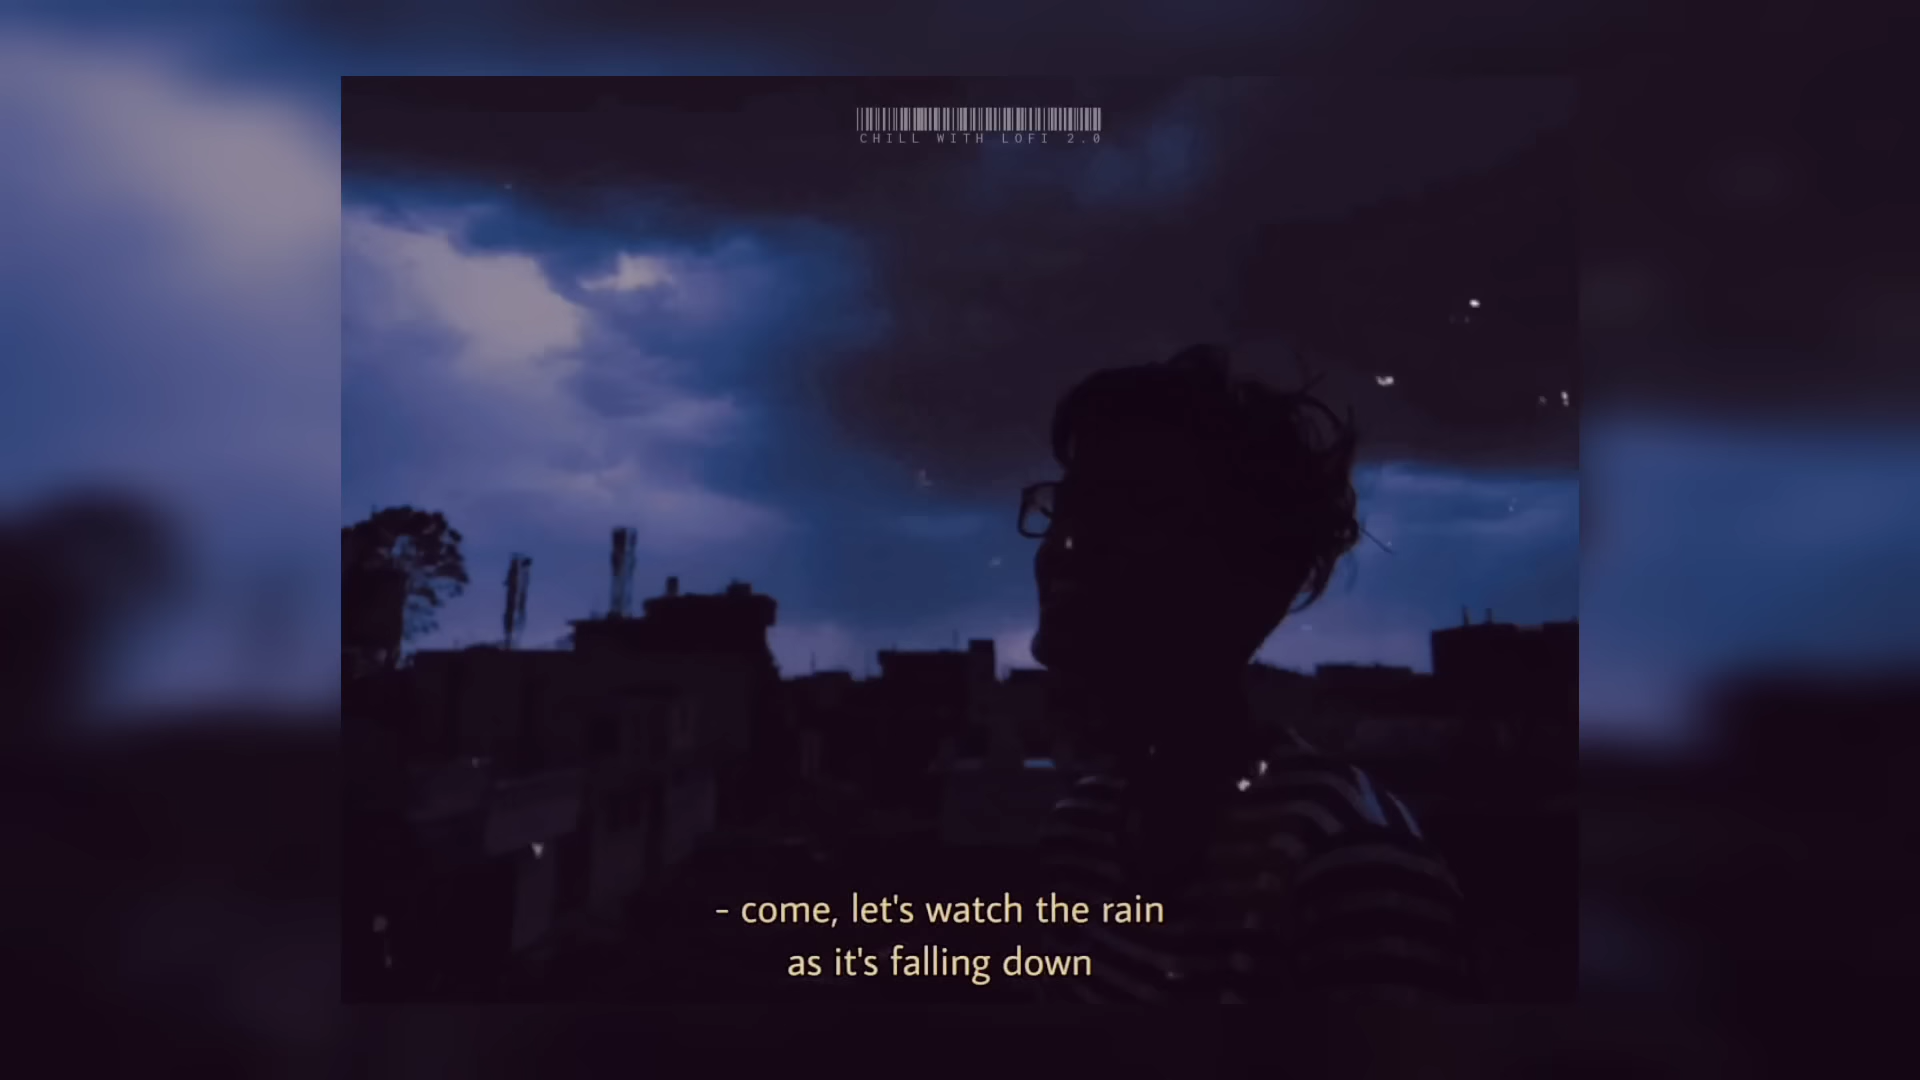 CHILL WITH LOFI 2.0
- come, let's watch the rain
as it's falling down